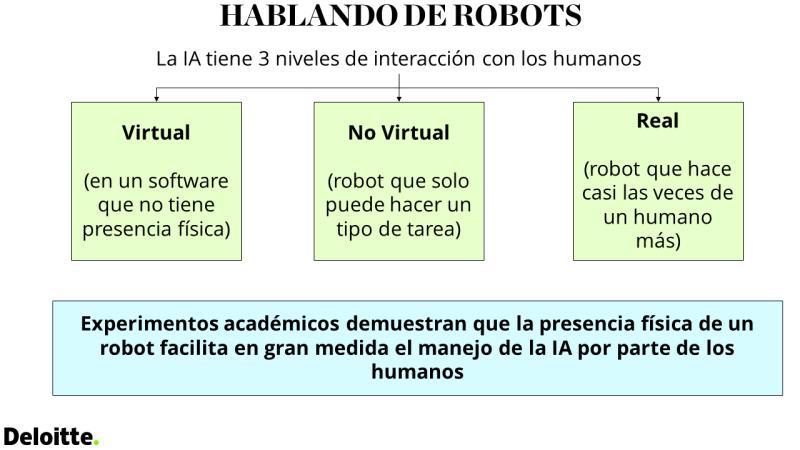 HABLANDO DE ROBOTS
La IA tiene 3 niveles de interacción con los humanos
Virtual
(en un software
que no tiene
presencia física)
No Virtual
(robot que solo
puede hacer un
tipo de tarea)
Real
(robot que hace
casi las veces de
un humano
más)
Experimentos académicos demuestran que la presencia física de un
robot facilita en gran medida el manejo de la IA por parte de los
humanos
Deloitte.